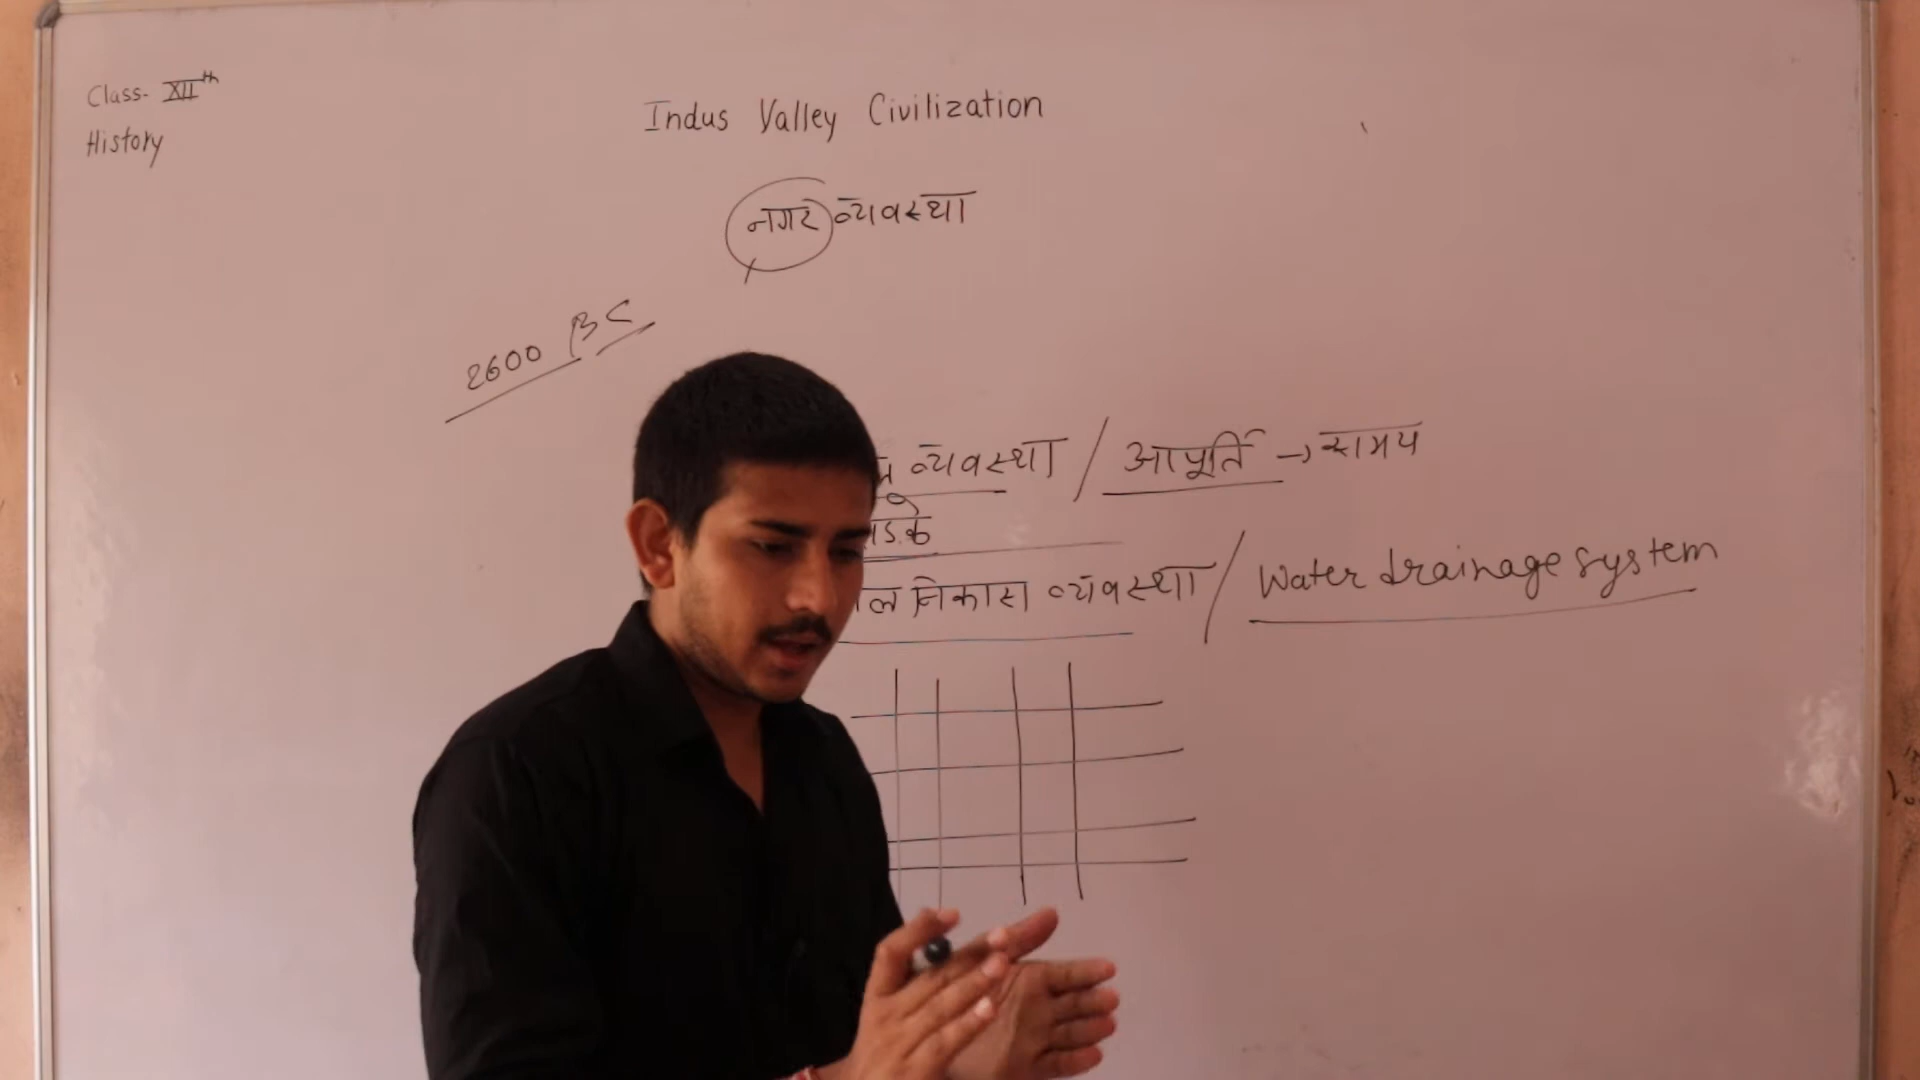 Class- XIIth
History
Indus Valley Civilization
नगर व्यवस्था
2600 BC
व्यवस्था / आपूर्ति → समय
निकास व्यवस्था / Water drainage system